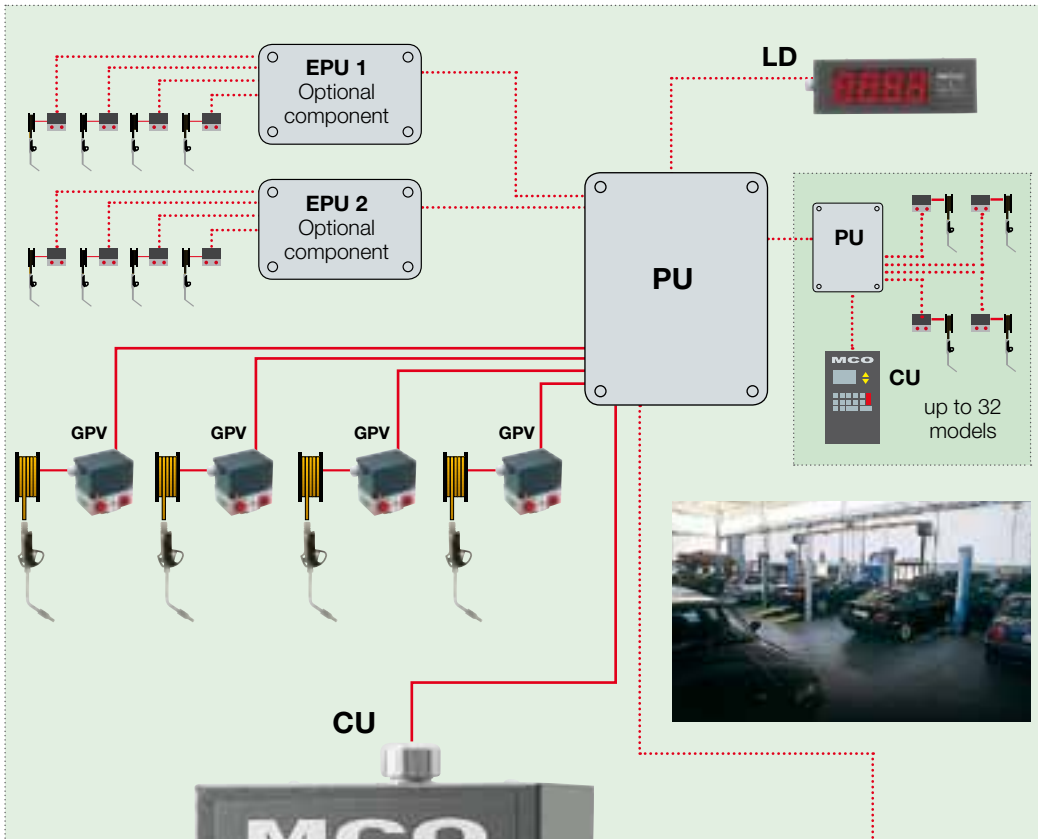 EPU 1
Optional
component
LD
EPU 2
Optional
component
PU
PU
MCO
CU
up to 32
models
GPV
GPV
GPV
GPV
CU
MCO